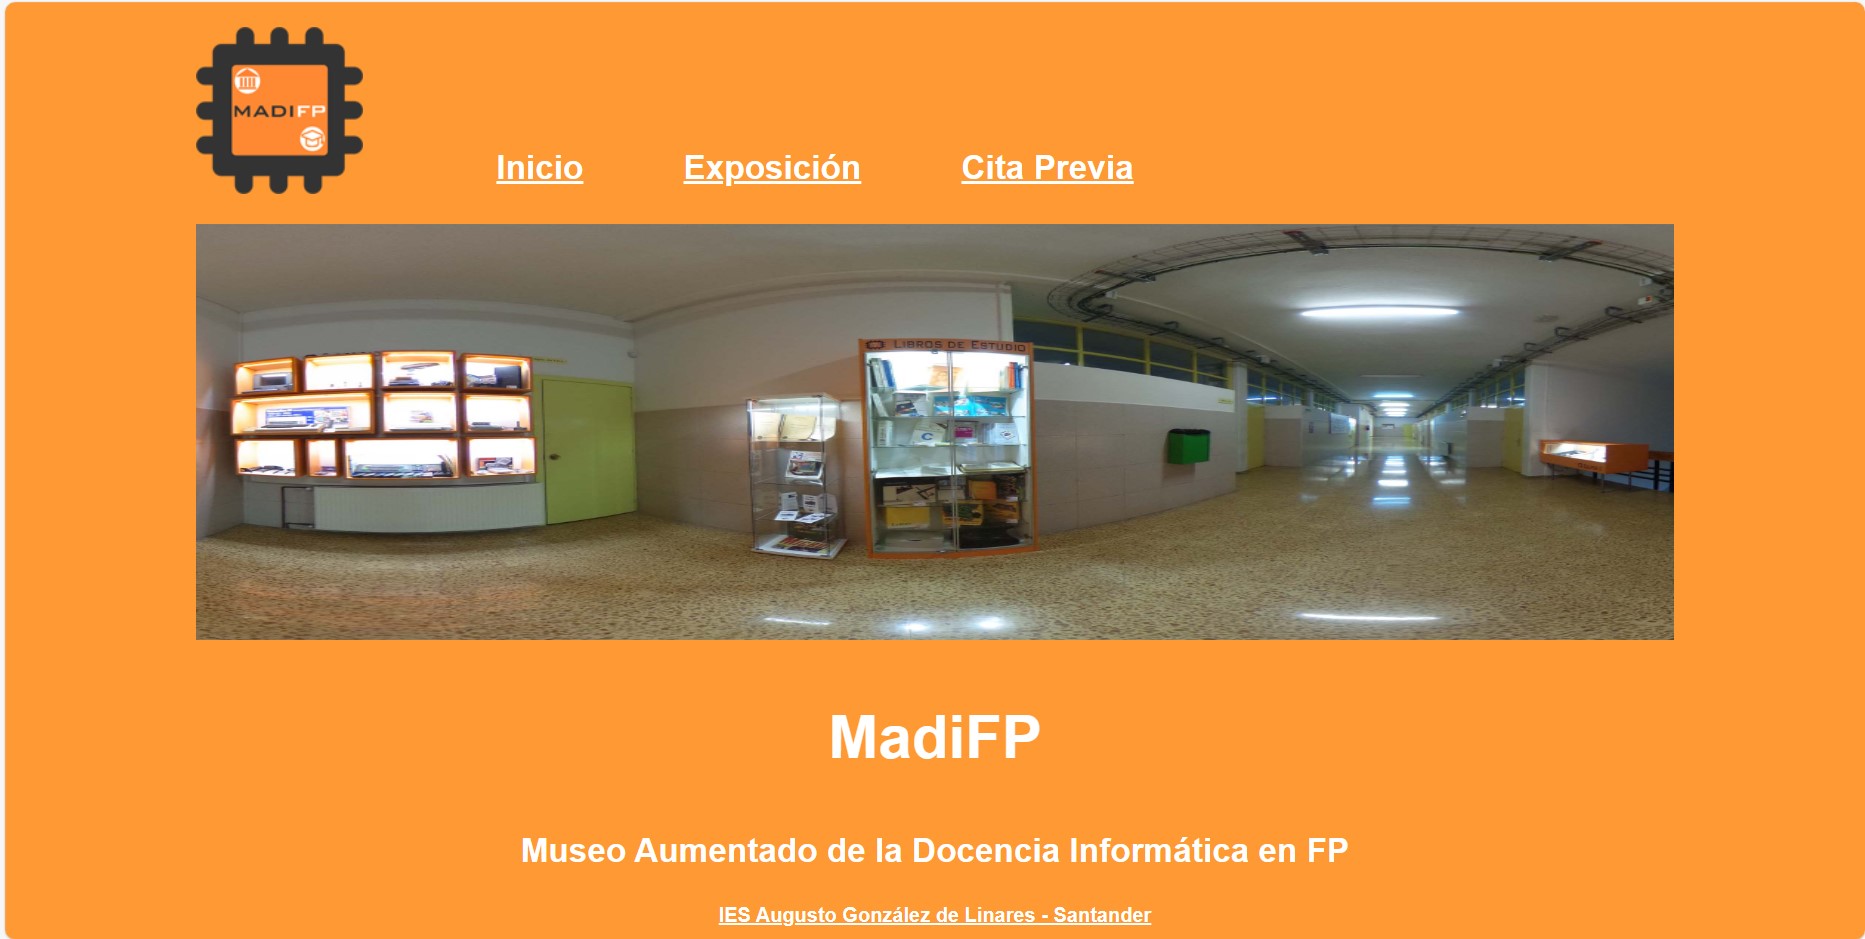 MADIFP
Inicio Exposición Cita Previa
LIBROS DE ESTUDIO
MadiFP
Museo Aumentado de la Docencia Informática en FP
IES Augusto González de Linares - Santander